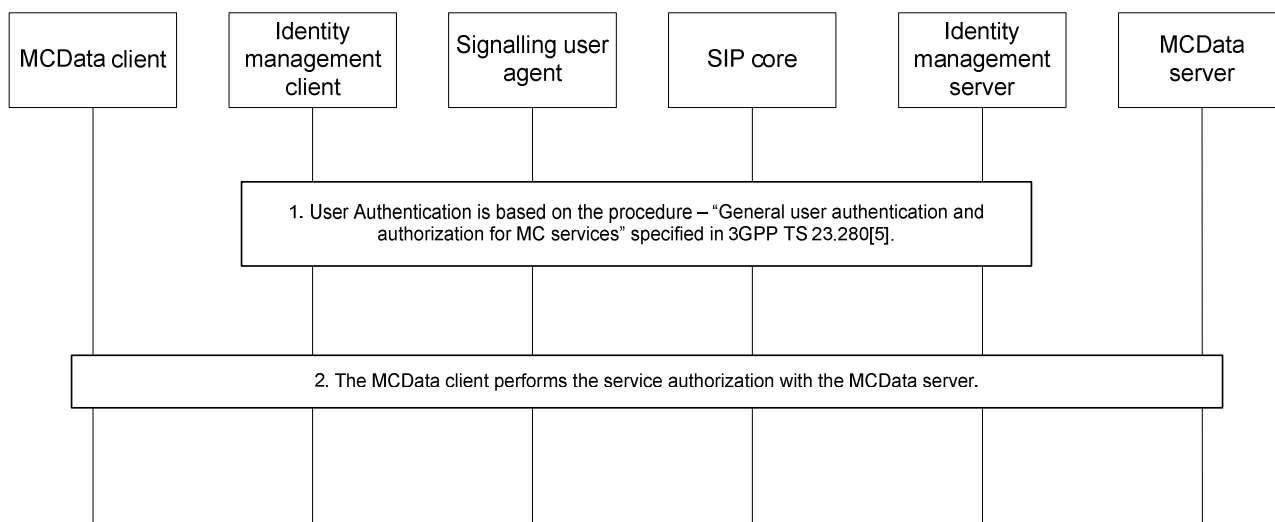 MCData client
Identity
management
client
Signalling user
agent
SIP core
Identity
management
server
MCData
server
1. User Authentication is based on the procedure – “General user authentication and
authorization for MC services” specified in 3GPP TS 23.280[5].
2. The MCData client performs the service authorization with the MCData server.